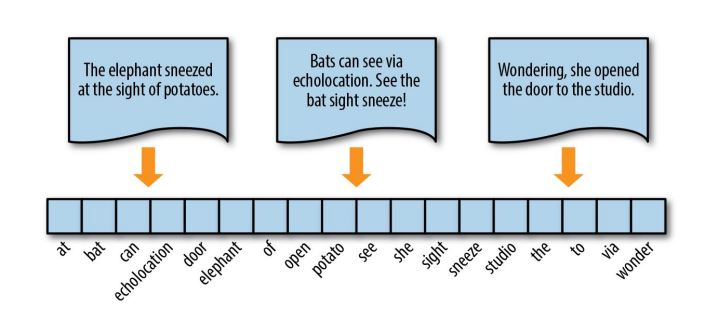 The elephant sneezed
at the sight of potatoes.
Bats can see via
echolocation. See the
bat sight sneeze!
Wondering, she opened
the door to the studio.
at
bat
can
echolocation
door
elephant
of
open
potato
see
she
sight
sneeze
studio
the
to
via
wonder